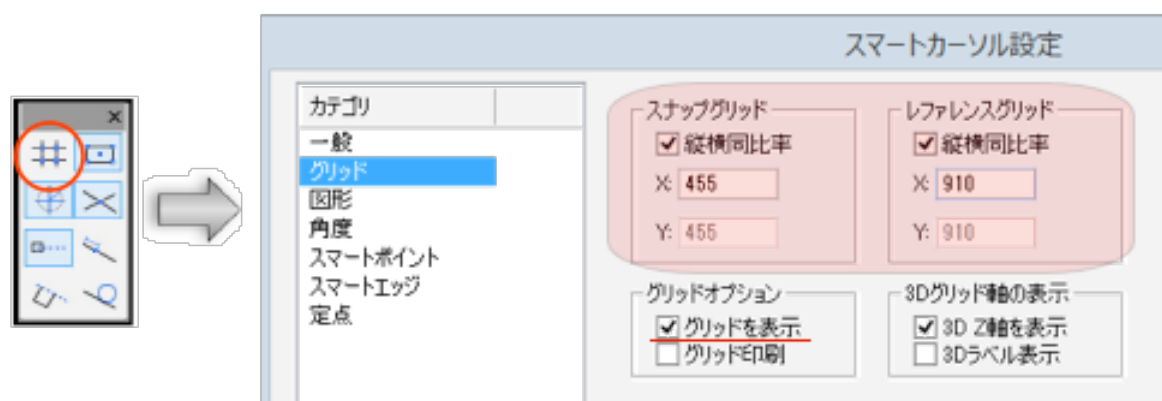 スマートカーソル設定
カテゴリ
一般
グリッド
図形
角度
スマートポイント
スマートエッジ
定点
スナップグリッド
縦横同比率
X: 455
Y: 455
レファレンスグリッド
縦横同比率
X: 910
Y: 910
グリッドオプション
グリッドを表示
グリッド印刷
3Dグリッド軸の表示
3D Z軸を表示
3Dラベル表示